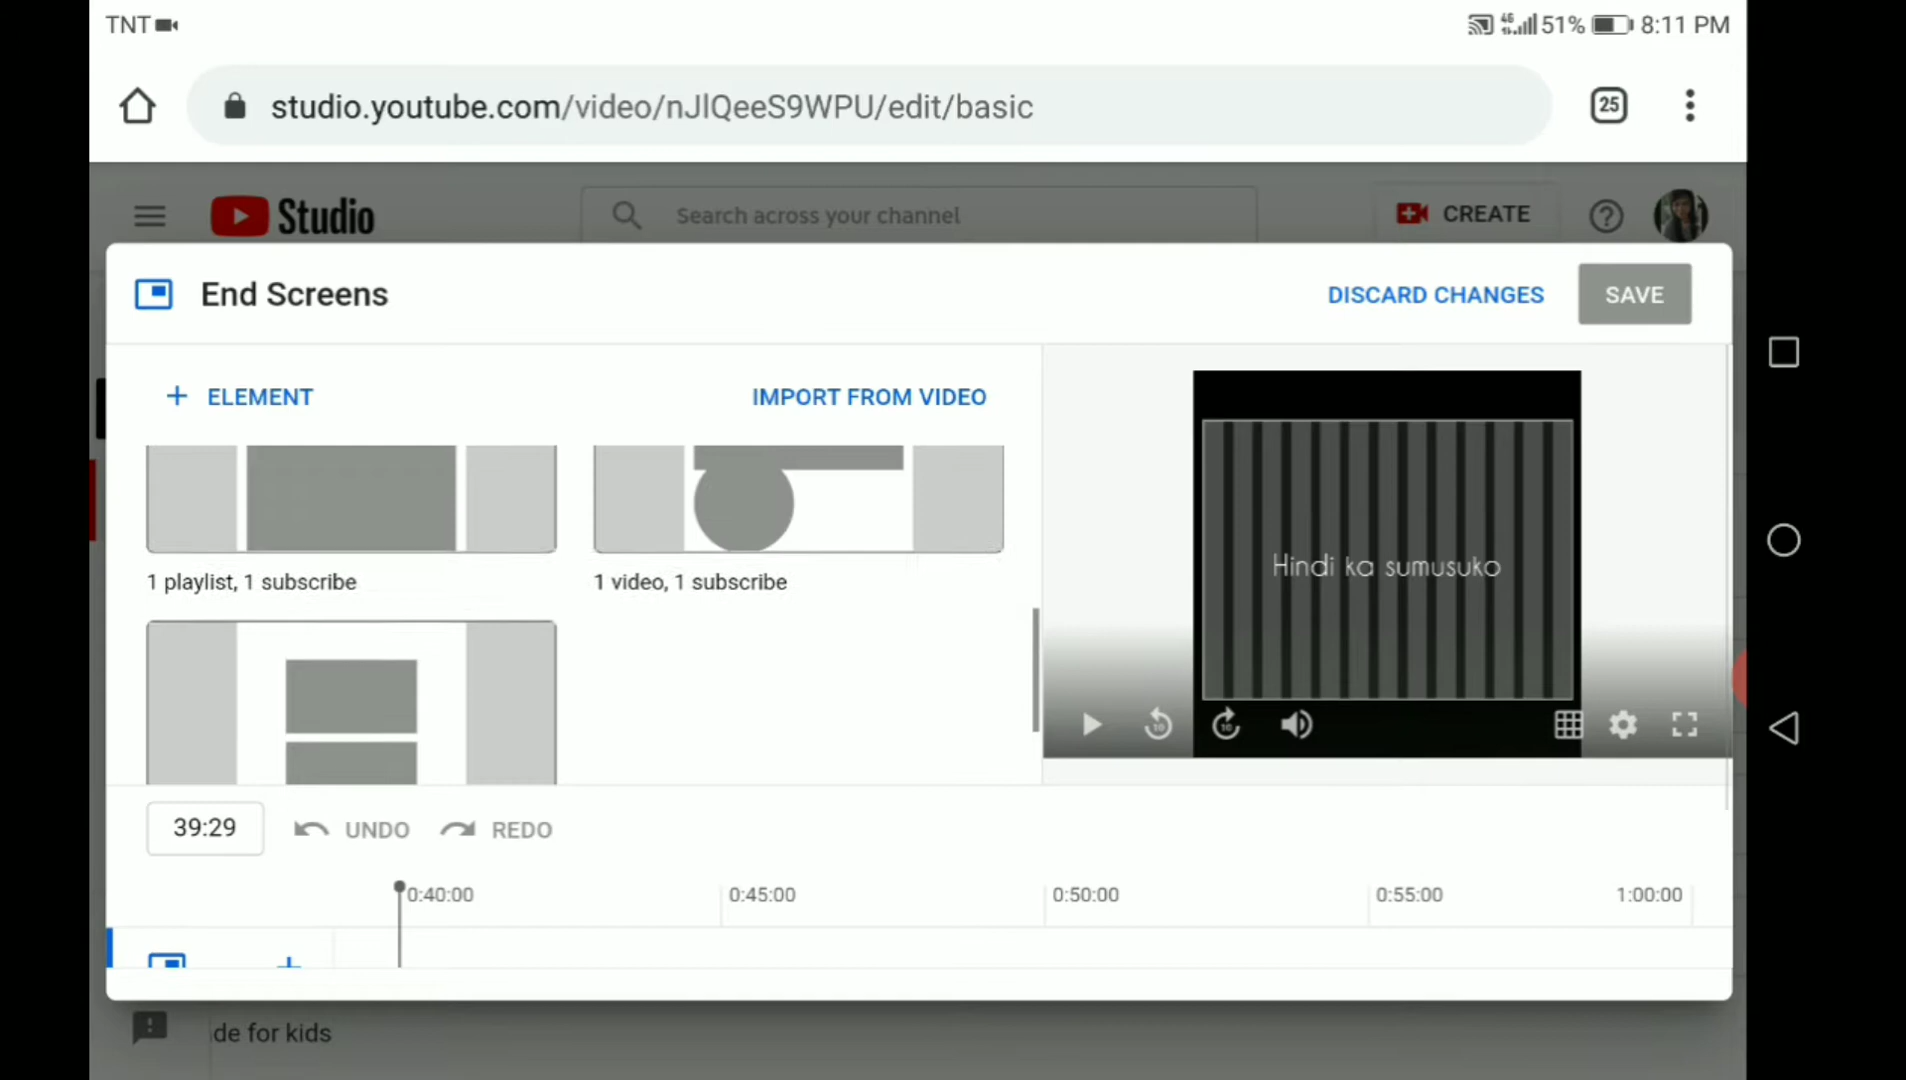 TNT 4G 51% 8:11 PM
studio.youtube.com/video/nJlQeeS9WPU/edit/basic 25
Studio Search across your channel CREATE
End Screens DISCARD CHANGES SAVE
ELEMENT IMPORT FROM VIDEO
Hindi ka sumusuko
1 playlist, 1 subscribe 1 video, 1 subscribe
10 10
39:29 UNDO REDO
0:40:00 0:45:00 0:50:00 0:55:00 1:00:00
de for kids